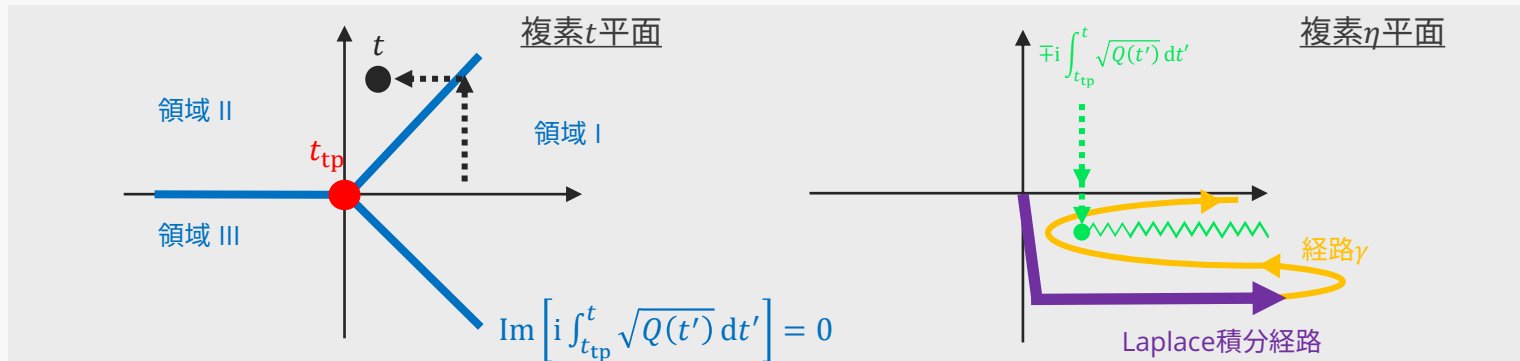 複素t平面
t
領域 II
領域 I
t_tp
領域 III
Im[i∫_{t_tp}^{t} √Q(t′) dt′] = 0
複素η平面
∓i∫_{t_tp}^{t} √Q(t′) dt′
経路γ
Laplace積分経路